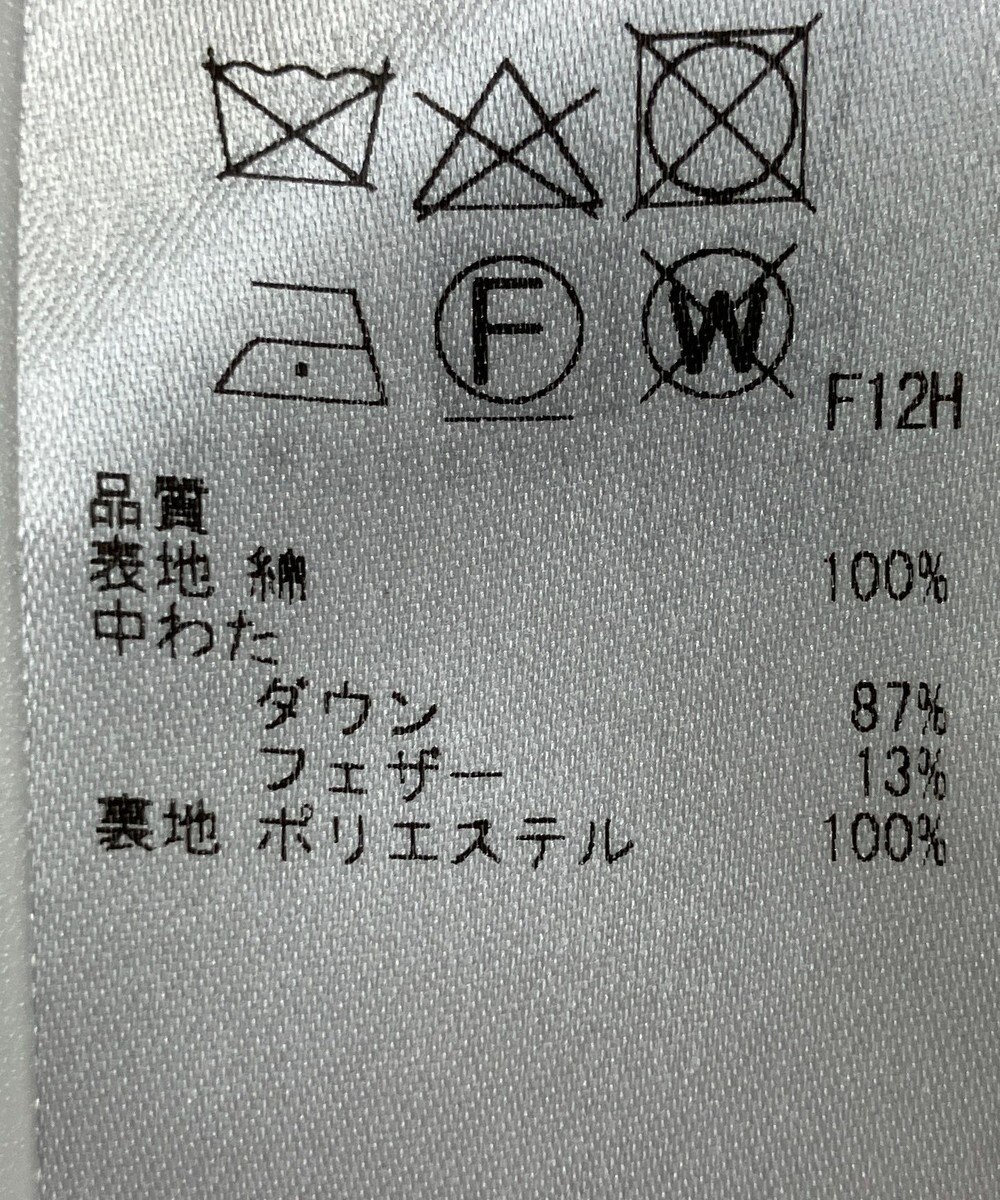 F W F12H
品質
表地 綿 100%
中わた
ダウン 87%
フェザー 13%
裏地 ポリエステル 100%